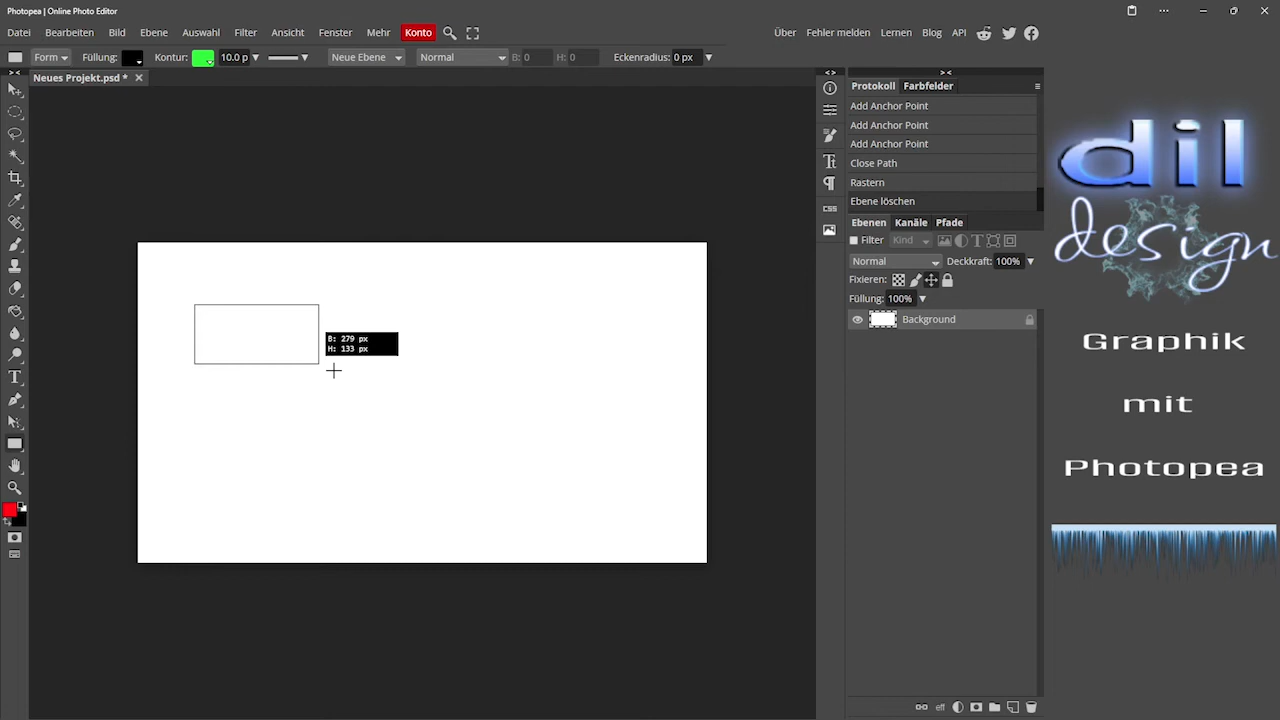 Photopea | Online Photo Editor
Datei Bearbeiten Bild Ebene Auswahl Filter Ansicht Fenster Mehr Konto
Über Fehler melden Lernen Blog API
Form Füllung: Kontur: 10.0 p Neue Ebene Normal B: 0 H: 0 Eckenradius: 0 px
Neues Projekt.psd *
Protokoll Farbfelder
Add Anchor Point
Add Anchor Point
Add Anchor Point
Close Path
Rastern
Ebene löschen
Ebenen Kanäle Pfade
Filter Kind
Normal Deckkraft: 100%
Fixieren:
Füllung: 100%
Background
CSS
eff
B: 279 px
H: 133 px
dil
design
Graphik
mit
Photopea